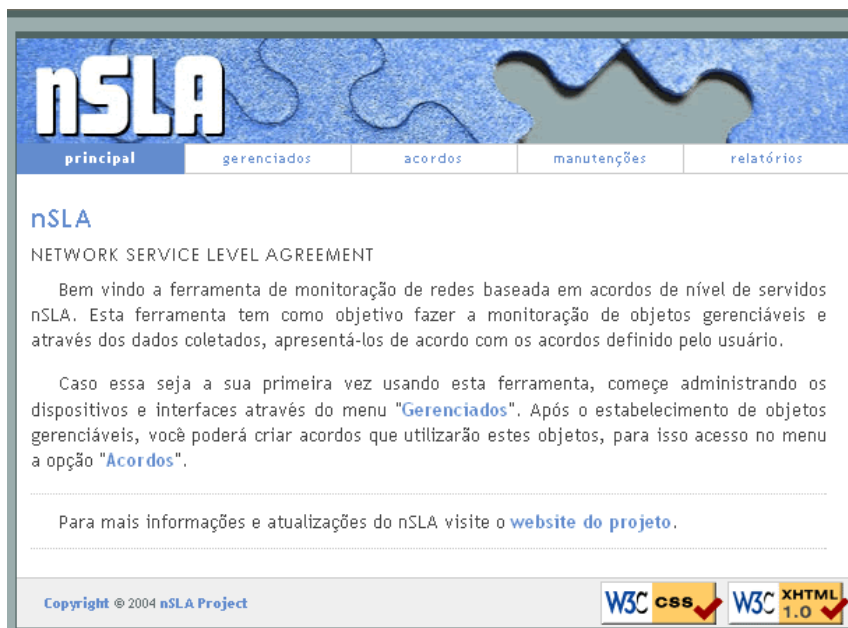 nSLA
principal gerenciados acordos manutenções relatórios
nSLA
NETWORK SERVICE LEVEL AGREEMENT
Bem vindo a ferramenta de monitoração de redes baseada em acordos de nível de servidos
nSLA. Esta ferramenta tem como objetivo fazer a monitoração de objetos gerenciáveis e
através dos dados coletados, apresentá-los de acordo com os acordos definido pelo usuário.
Caso essa seja a sua primeira vez usando esta ferramenta, começe administrando os
dispositivos e interfaces através do menu "Gerenciados". Após o estabelecimento de objetos
gerenciáveis, você poderá criar acordos que utilizarão estes objetos, para isso acesso no menu
a opção "Acordos".
Para mais informações e atualizações do nSLA visite o website do projeto.
Copyright © 2004 nSLA Project
W3C css W3C XHTML 1.0